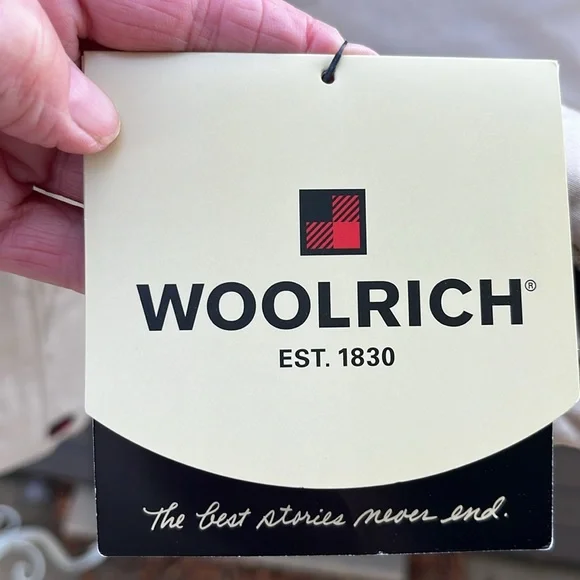 WOOLRICH®
EST. 1830
The best stories never end.